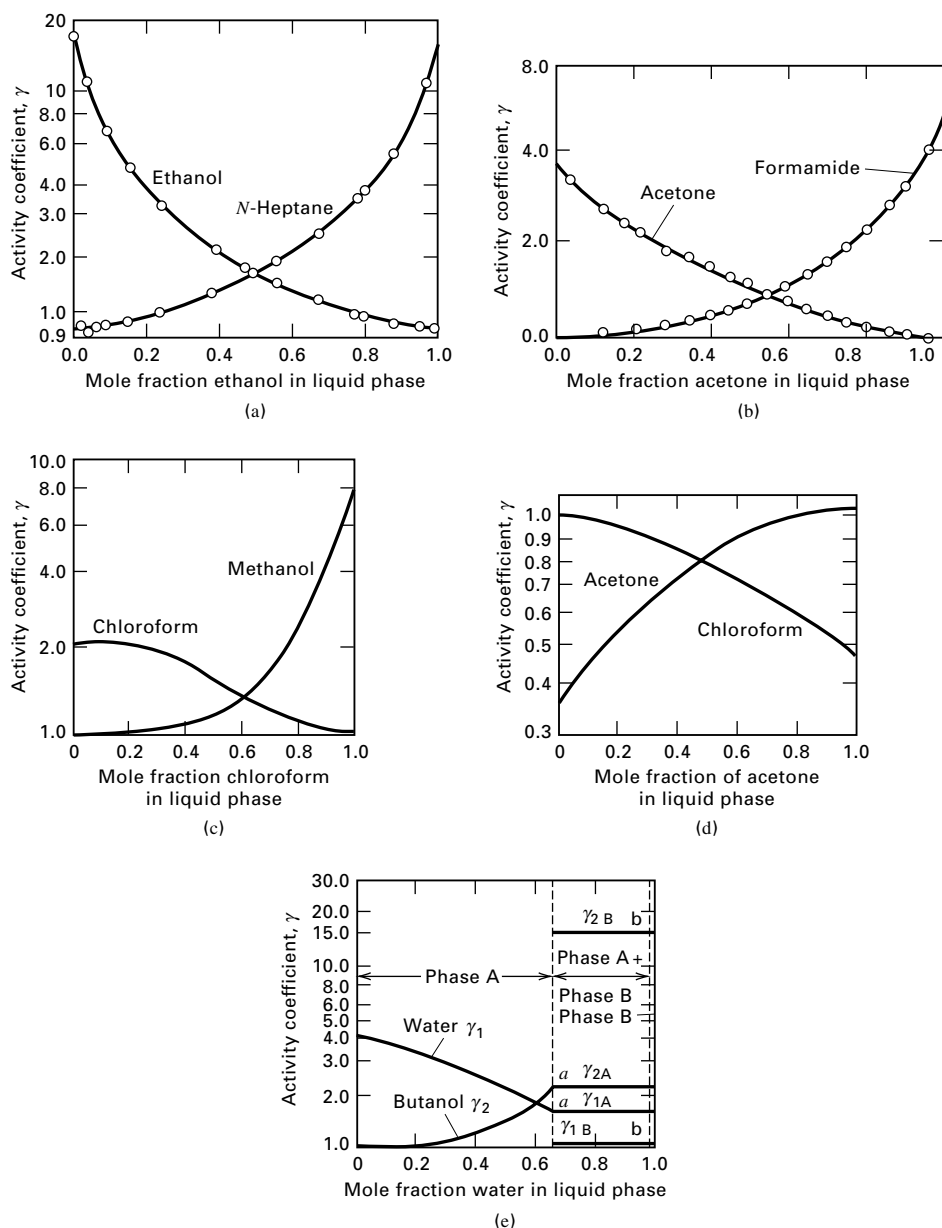 20
10
8.0
6.0
4.0
3.0
2.0
1.0
0.9
Activity coefficient, γ
Ethanol
N-Heptane
0.0 0.2 0.4 0.6 0.8 1.0
Mole fraction ethanol in liquid phase
(a)
8.0
4.0
2.0
0.0
Activity coefficient, γ
Formamide
Acetone
0.0 0.2 0.4 0.6 0.8 1.0
Mole fraction acetone in liquid phase
(b)
10.0
8.0
6.0
4.0
2.0
1.0
Activity coefficient, γ
Methanol
Chloroform
0 0.2 0.4 0.6 0.8 1.0
Mole fraction chloroform
in liquid phase
(c)
1.0
0.9
0.8
0.7
0.6
0.5
0.4
0.3
Activity coefficient, γ
Acetone
Chloroform
0 0.2 0.4 0.6 0.8 1.0
Mole fraction of acetone
in liquid phase
(d)
30.0
20.0
15.0
10.0
8.0
6.0
5.0
4.0
3.0
2.0
1.0
Activity coefficient, γ
γ2 B b
Phase A +
Phase A
Phase B
Phase B
Water γ1
a γ2A
Butanol γ2
a γ1A
γ1 B b
0 0.2 0.4 0.6 0.8 1.0
Mole fraction water in liquid phase
(e)